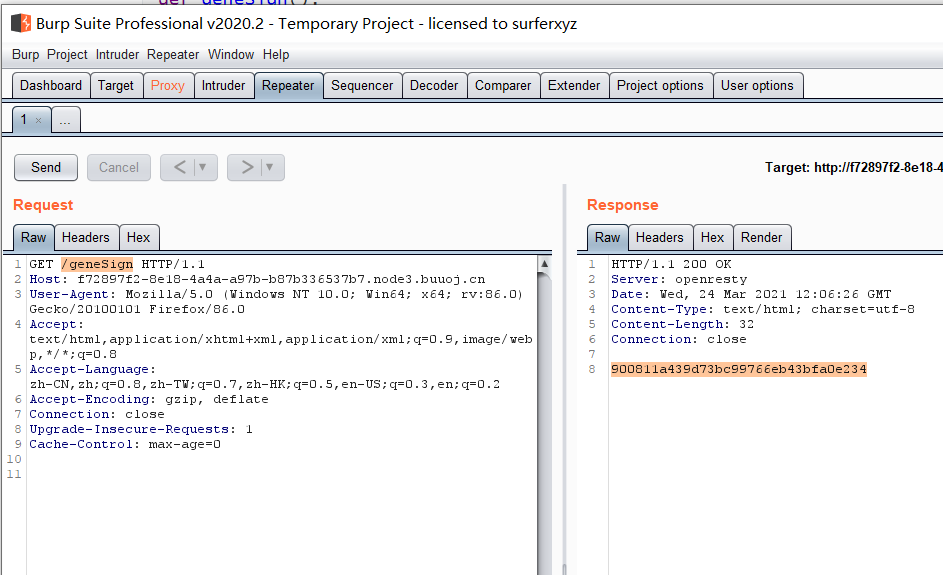 def geneSign():
Burp Suite Professional v2020.2 - Temporary Project - licensed to surferxyz
Burp Project Intruder Repeater Window Help
Dashboard Target Proxy Intruder Repeater Sequencer Decoder Comparer Extender Project options User options
1 × ...
Send Cancel < ▼ > ▼ Target: http://f72897f2-8e18-4
Request
Raw Headers Hex
1 GET /geneSign HTTP/1.1
2 Host: f72897f2-8e18-4a4a-a97b-b87b336537b7.node3.buuoj.cn
3 User-Agent: Mozilla/5.0 (Windows NT 10.0; Win64; x64; rv:86.0)
Gecko/20100101 Firefox/86.0
4 Accept:
text/html,application/xhtml+xml,application/xml;q=0.9,image/web
p,*/*;q=0.8
5 Accept-Language:
zh-CN,zh;q=0.8,zh-TW;q=0.7,zh-HK;q=0.5,en-US;q=0.3,en;q=0.2
6 Accept-Encoding: gzip, deflate
7 Connection: close
8 Upgrade-Insecure-Requests: 1
9 Cache-Control: max-age=0
10
11
Response
Raw Headers Hex Render
1 HTTP/1.1 200 OK
2 Server: openresty
3 Date: Wed, 24 Mar 2021 12:06:26 GMT
4 Content-Type: text/html; charset=utf-8
5 Content-Length: 32
6 Connection: close
7
8 900811a439d73bc99766eb43bfa0e234